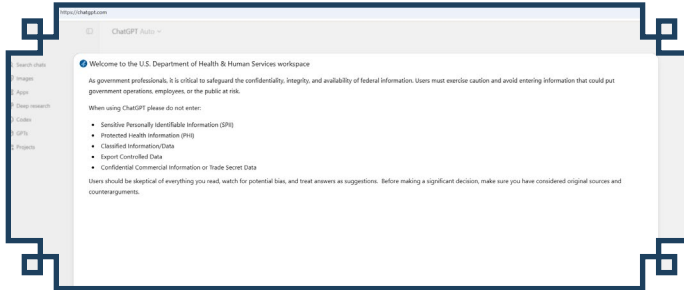 https://chatgpt.com
ChatGPT Auto
Search chats
Images
Apps
Deep research
Codex
GPTs
Projects
Welcome to the U.S. Department of Health & Human Services workspace
As government professionals, it is critical to safeguard the confidentiality, integrity, and availability of federal information. Users must exercise caution and avoid entering information that could put
government operations, employees, or the public at risk.
When using ChatGPT please do not enter:
• Sensitive Personally Identifiable Information (SPII)
• Protected Health Information (PHI)
• Classified Information/Data
• Export Controlled Data
• Confidential Commercial Information or Trade Secret Data
Users should be skeptical of everything you read, watch for potential bias, and treat answers as suggestions. Before making a significant decision, make sure you have considered original sources and
counterarguments.